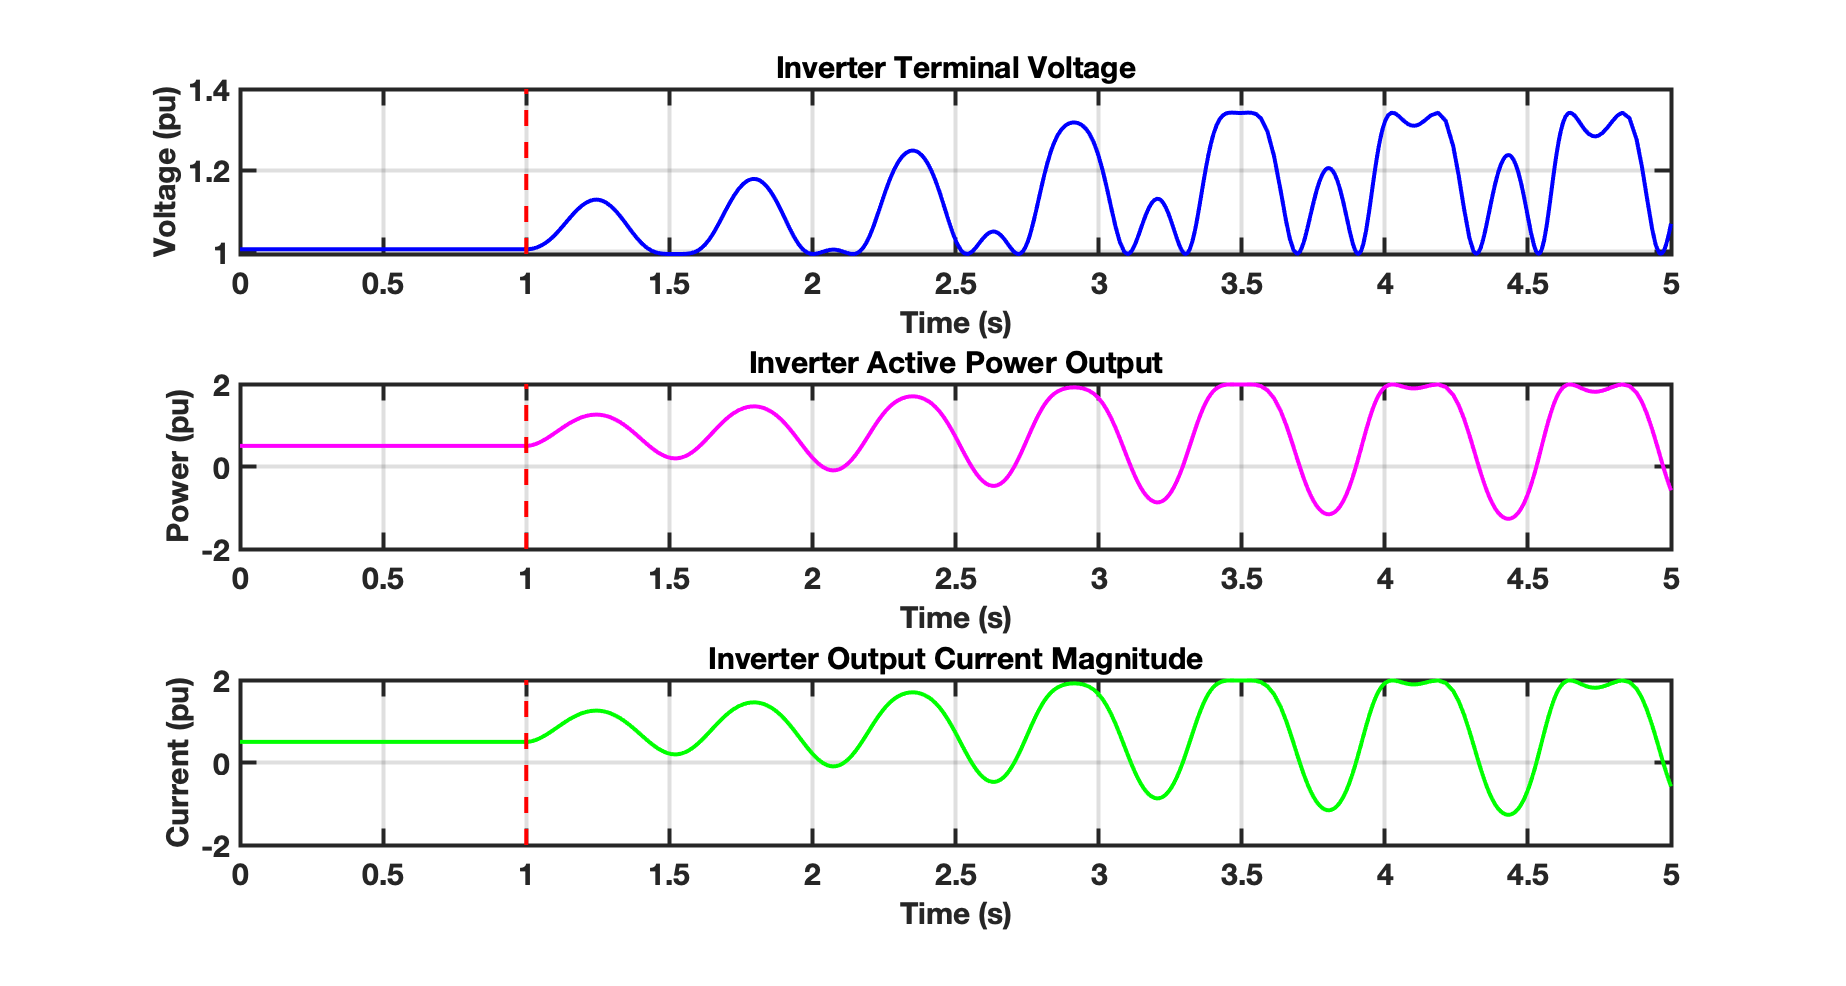 Inverter Terminal Voltage
Voltage (pu)
1.4
1.2
1
0 0.5 1 1.5 2 2.5 3 3.5 4 4.5 5
Time (s)
Inverter Active Power Output
Power (pu)
2
0
-2
0 0.5 1 1.5 2 2.5 3 3.5 4 4.5 5
Time (s)
Inverter Output Current Magnitude
Current (pu)
2
0
-2
0 0.5 1 1.5 2 2.5 3 3.5 4 4.5 5
Time (s)